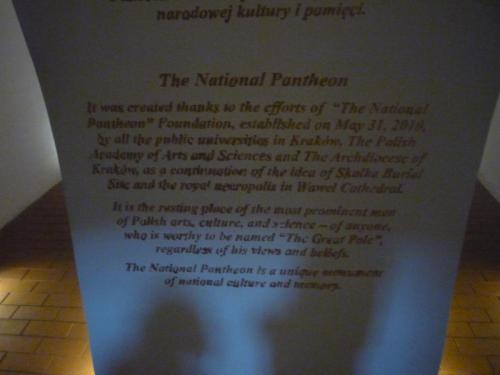 narodowej kultury i pamięci.
The National Pantheon
It was created thanks to the efforts of "The National
Pantheon" Foundation, established on May 31, 2010,
by all the public universities in Kraków, The Polish
Academy of Arts and Sciences and The Archdiocesc of
Kraków, as a continuation of the idea of Skałka Burial
Site and the royal necropolis in Wawel Cathedral.
It is the resting place of the most prominent men
of Polish arts, culture, and science – of anyone,
who is worthy to be named "The Great Pole",
regardless of his views and beliefs.
The National Pantheon is a unique monument
of national culture and memory.